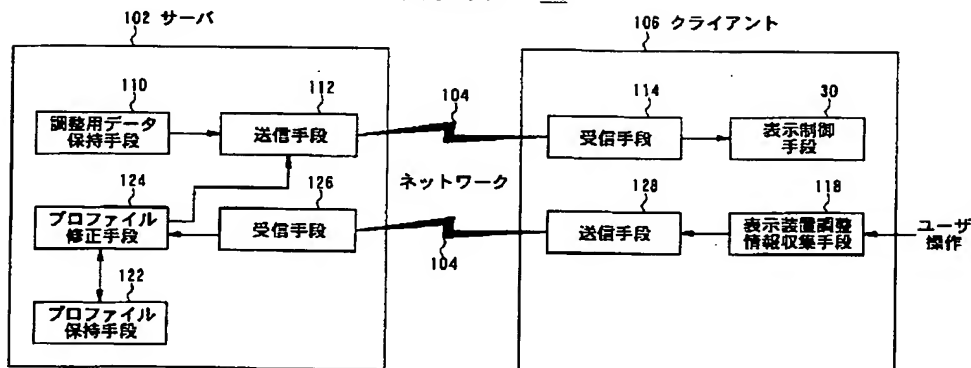 102 サーバ
106 クライアント
110
調整用データ
保持手段
112
送信手段
104
114
受信手段
30
表示制御
手段
ネットワーク
124
プロファイル
修正手段
126
受信手段
104
128
送信手段
118
表示装置調整
情報収集手段
ユーザ
操作
122
プロファイル
保持手段